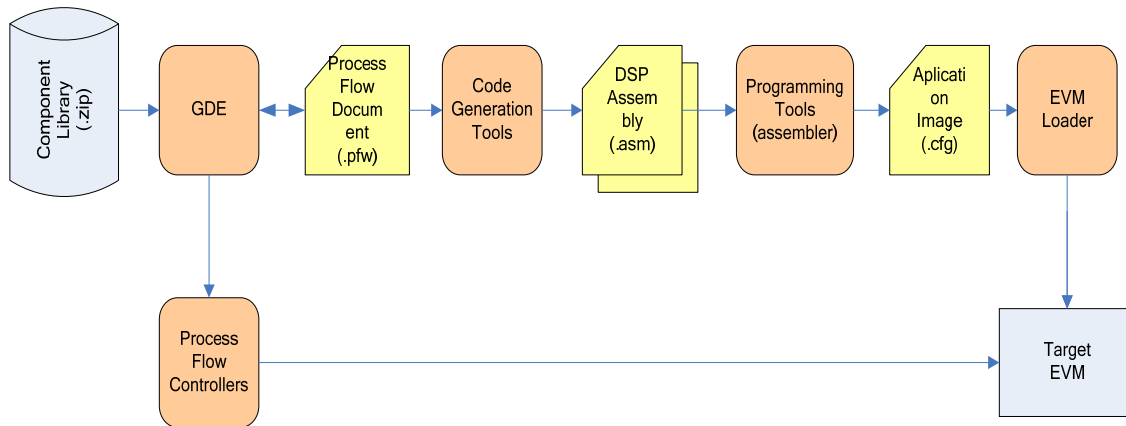 Component
Library
(.zip)
GDE
Process
Flow
Docum
ent
(.pfw)
Code
Generation
Tools
DSP
Assem
bly
(.asm)
Programming
Tools
(assembler)
Aplicati
on
Image
(.cfg)
EVM
Loader
Process
Flow
Controllers
Target
EVM